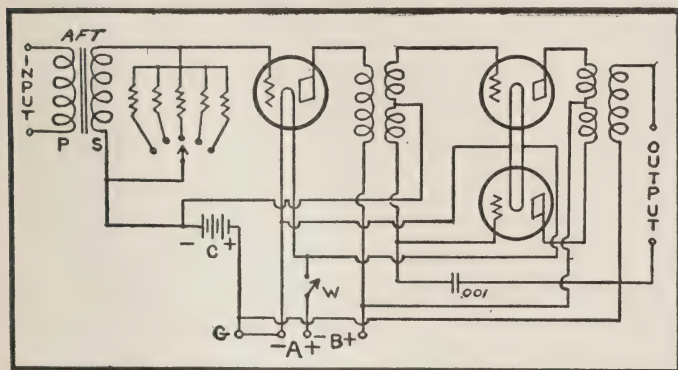 AFT
INPUT
P S
OUTPUT
- C +
W
.001
G -A+ -B+